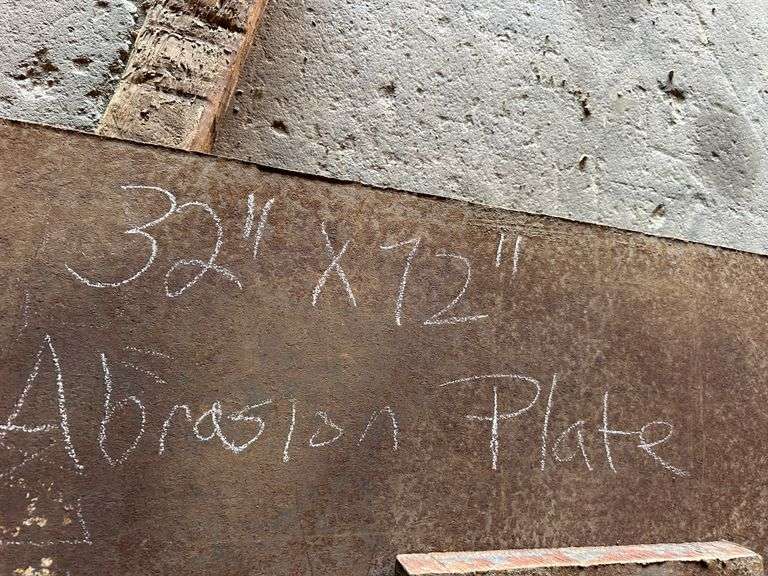 32" X 72"
Abrasion Plate